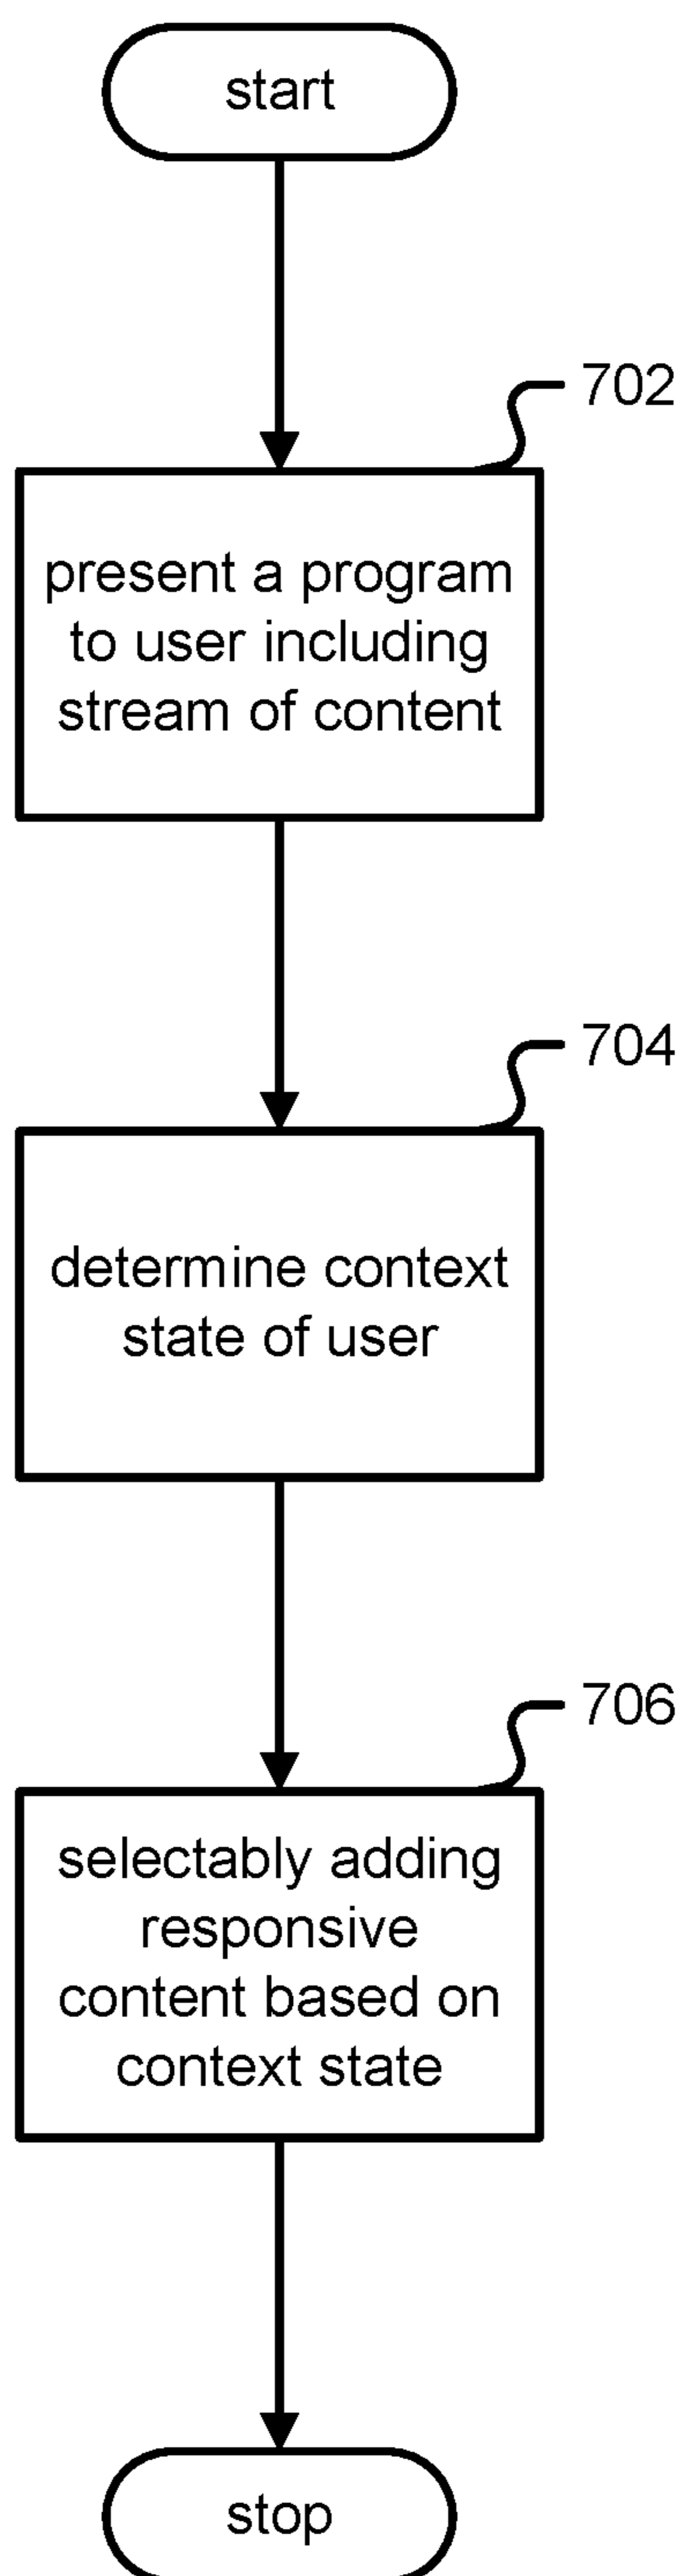 start
702
present a program
to user including
stream of content
704
determine context
state of user
706
selectably adding
responsive
content based on
context state
stop